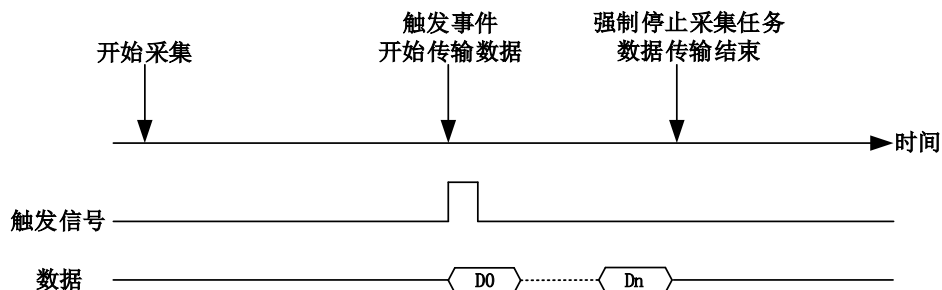 开始采集
触发事件
开始传输数据
强制停止采集任务
数据传输结束
时间
触发信号
数据
D0
Dn